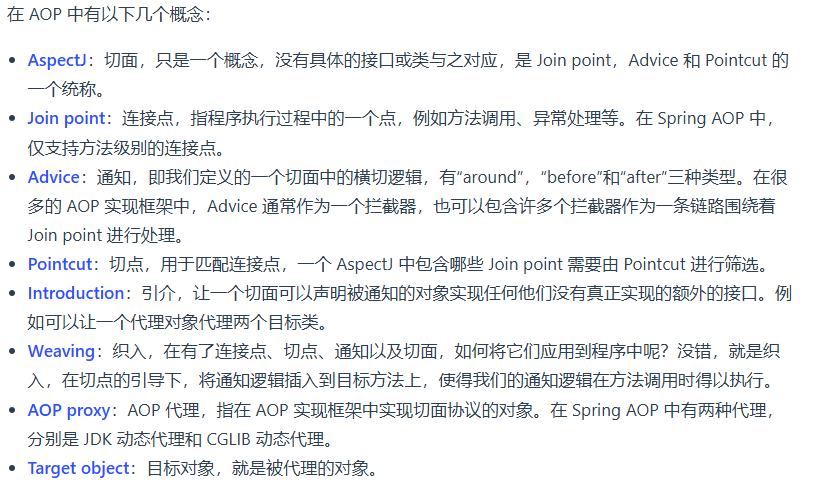 在 AOP 中有以下几个概念：
AspectJ：切面，只是一个概念，没有具体的接口或类与之对应，是 Join point，Advice 和 Pointcut 的
一个统称。
Join point：连接点，指程序执行过程中的一个点，例如方法调用、异常处理等。在 Spring AOP 中，
仅支持方法级别的连接点。
Advice：通知，即我们定义的一个切面中的横切逻辑，有“around”，“before”和“after”三种类型。在很
多的 AOP 实现框架中，Advice 通常作为一个拦截器，也可以包含许多个拦截器作为一条链路围绕着
Join point 进行处理。
Pointcut：切点，用于匹配连接点，一个 AspectJ 中包含哪些 Join point 需要由 Pointcut 进行筛选。
Introduction：引介，让一个切面可以声明被通知的对象实现任何他们没有真正实现的额外的接口。例
如可以让一个代理对象代理两个目标类。
Weaving：织入，在有了连接点、切点、通知以及切面，如何将它们应用到程序中呢？没错，就是织
入，在切点的引导下，将通知逻辑插入到目标方法上，使得我们的通知逻辑在方法调用时得以执行。
AOP proxy：AOP 代理，指在 AOP 实现框架中实现切面协议的对象。在 Spring AOP 中有两种代理，
分别是 JDK 动态代理和 CGLIB 动态代理。
Target object：目标对象，就是被代理的对象。